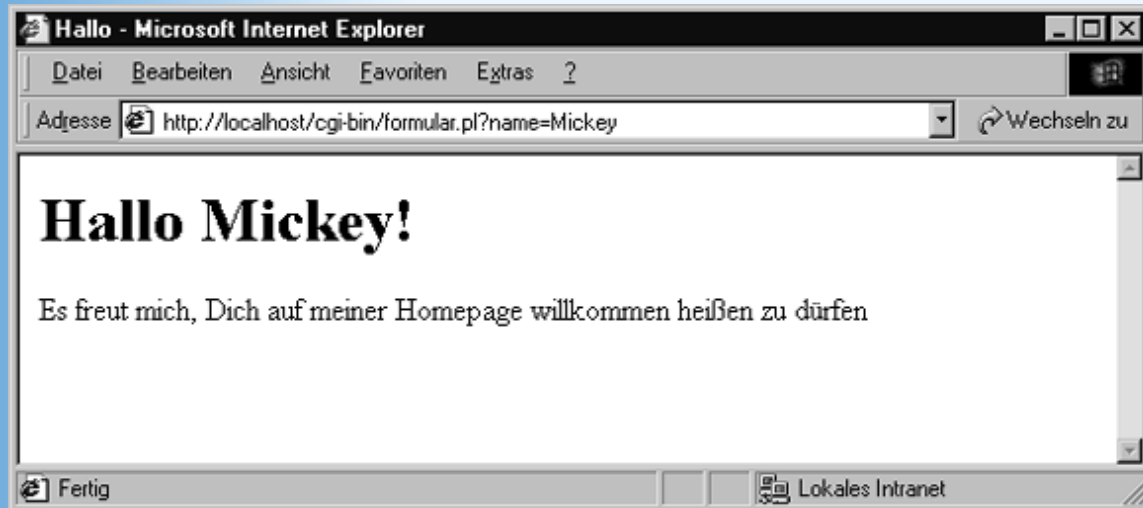 Hallo - Microsoft Internet Explorer
Datei Bearbeiten Ansicht Favoriten Extras ?
Adresse http://localhost/cgi-bin/formular.pl?name=Mickey Wechseln zu
Hallo Mickey!
Es freut mich, Dich auf meiner Homepage willkommen heißen zu dürfen
Fertig Lokales Intranet